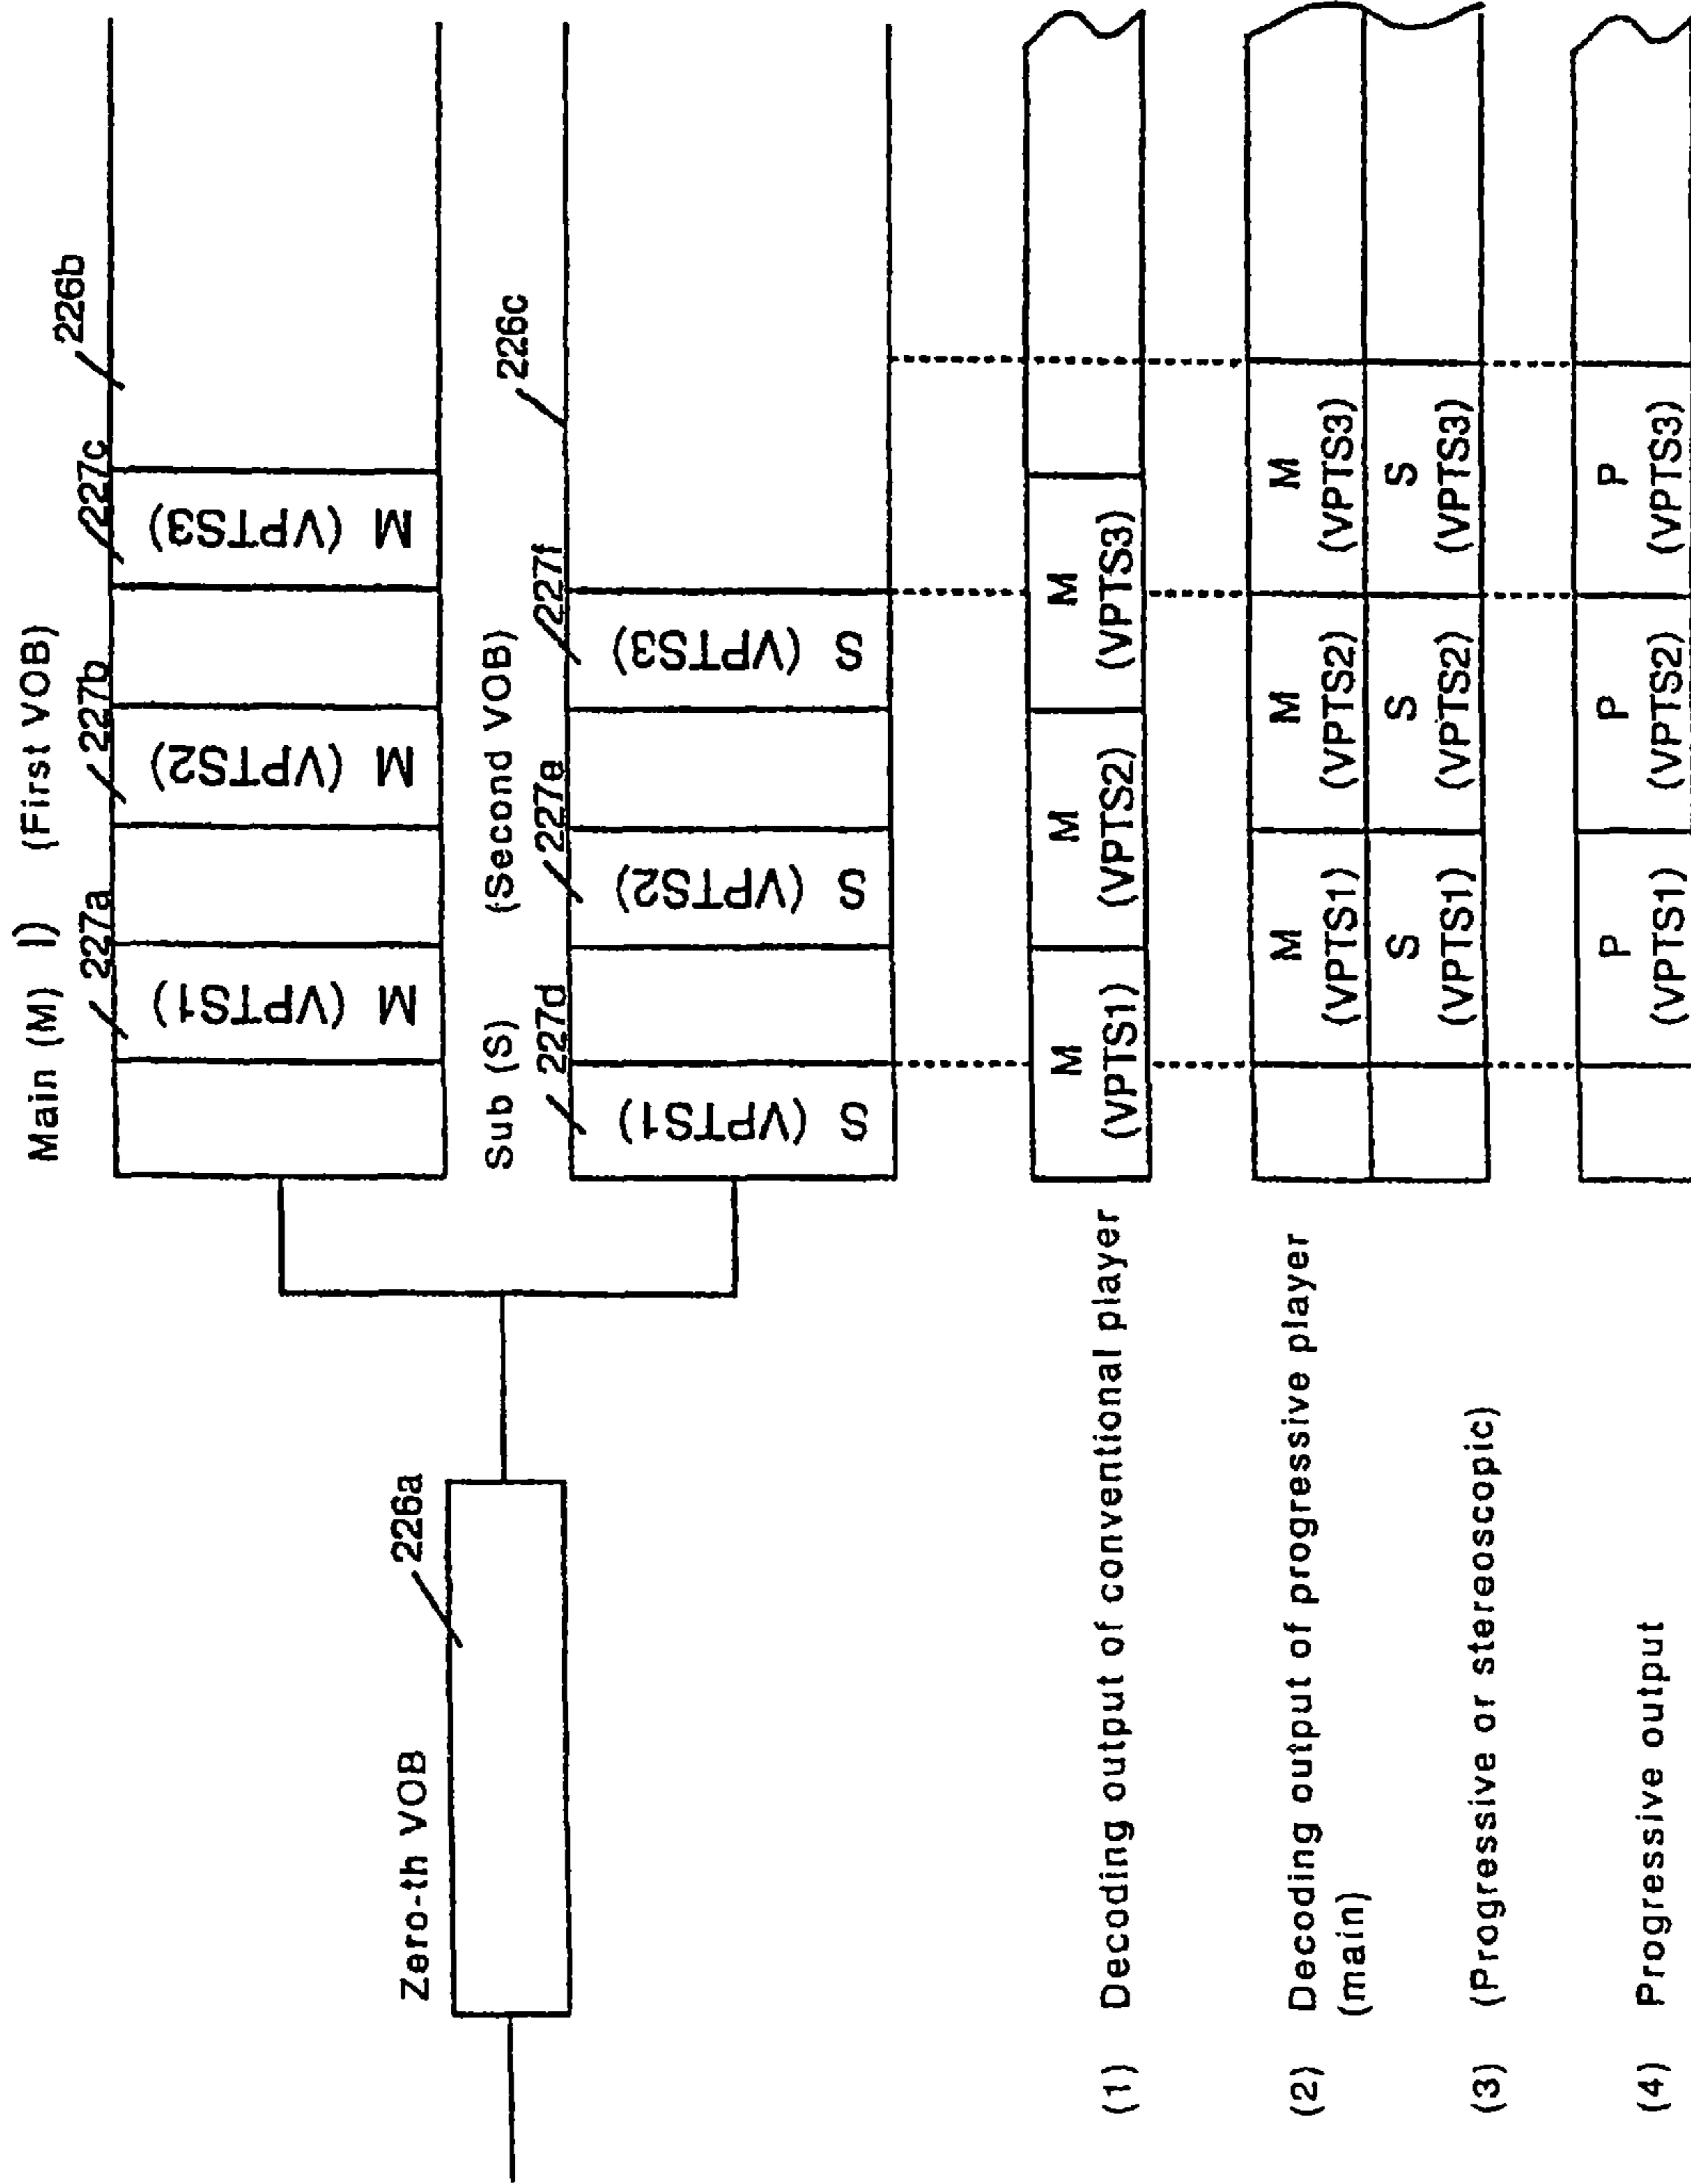 Main (M) I) (First VOB)
227a
227b
227c
226b
M (VPTS1)
M (VPTS2)
M (VPTS3)
Sub (S) (Second VOB)
227d
227e
227f
226c
S (VPTS1)
S (VPTS2)
S (VPTS3)
Zero-th VOB
226a
(1) Decoding output of conventional player
M
(VPTS1)
M
(VPTS2)
M
(VPTS3)
(2) Decoding output of progressive player
(main)
M
(VPTS1)
M
(VPTS2)
M
(VPTS3)
(3) (Progressive or stereoscopic)
S
(VPTS1)
S
(VPTS2)
S
(VPTS3)
(4) Progressive output
P
(VPTS1)
P
(VPTS2)
P
(VPTS3)